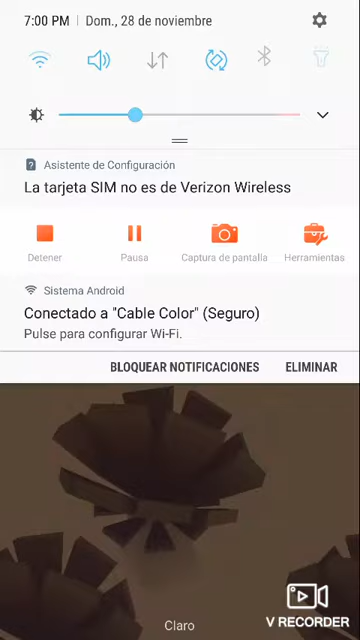 7:00 PM | Dom., 28 de noviembre
Asistente de Configuración
La tarjeta SIM no es de Verizon Wireless
Detener Pausa Captura de pantalla Herramientas
Sistema Android
Conectado a "Cable Color" (Seguro)
Pulse para configurar Wi-Fi.
BLOQUEAR NOTIFICACIONES ELIMINAR
V RECORDER
Claro